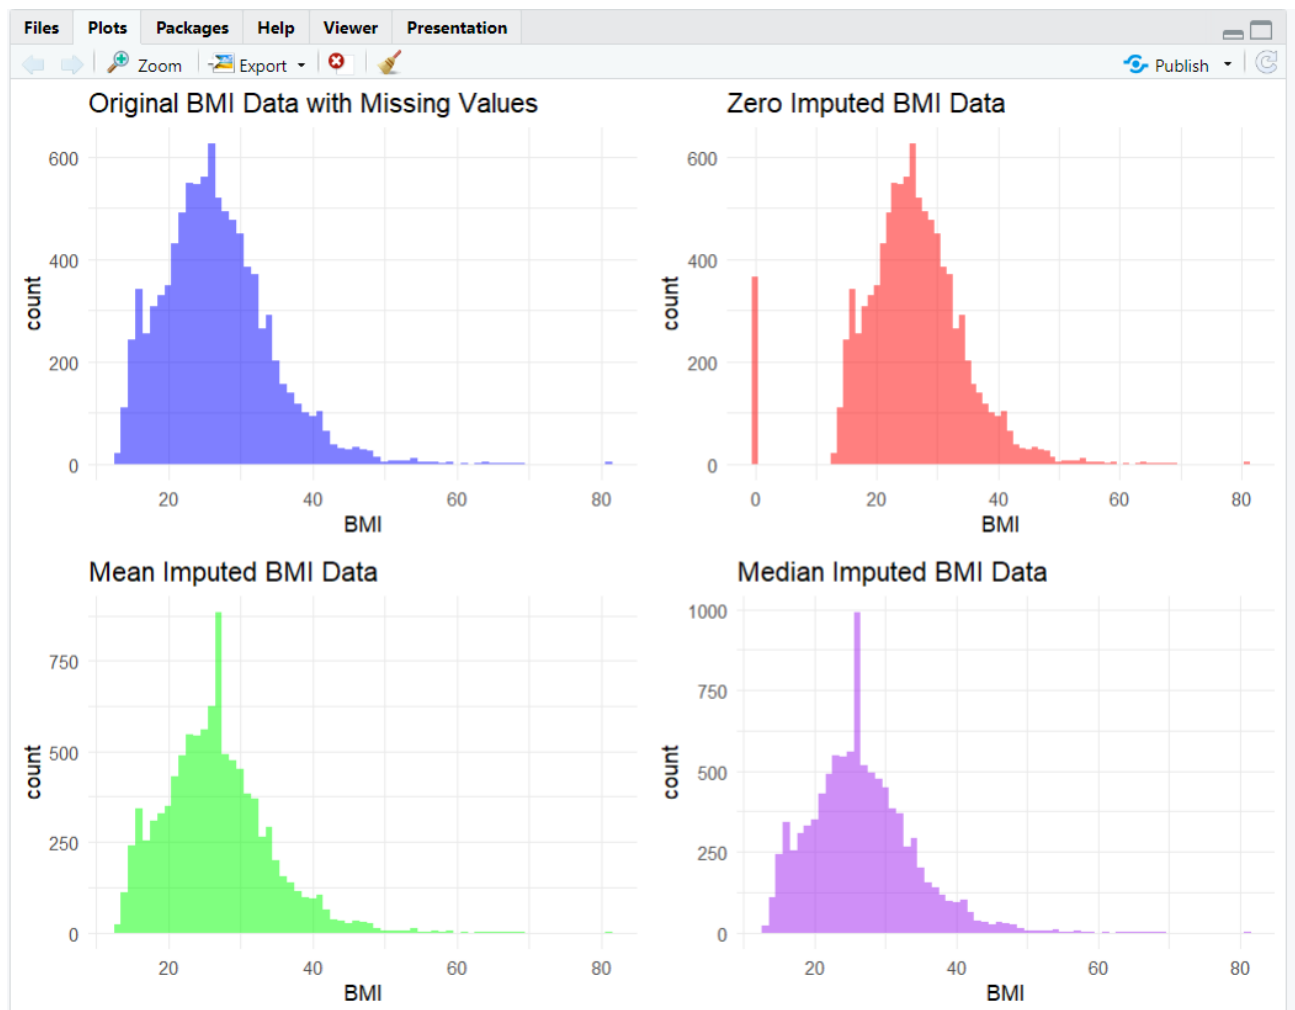 Files Plots Packages Help Viewer Presentation
Zoom Export Publish
Original BMI Data with Missing Values
count
600
400
200
0
20 40 60 80
BMI
Zero Imputed BMI Data
count
600
400
200
0
0 20 40 60 80
BMI
Mean Imputed BMI Data
count
750
500
250
0
20 40 60 80
BMI
Median Imputed BMI Data
count
1000
750
500
250
0
20 40 60 80
BMI